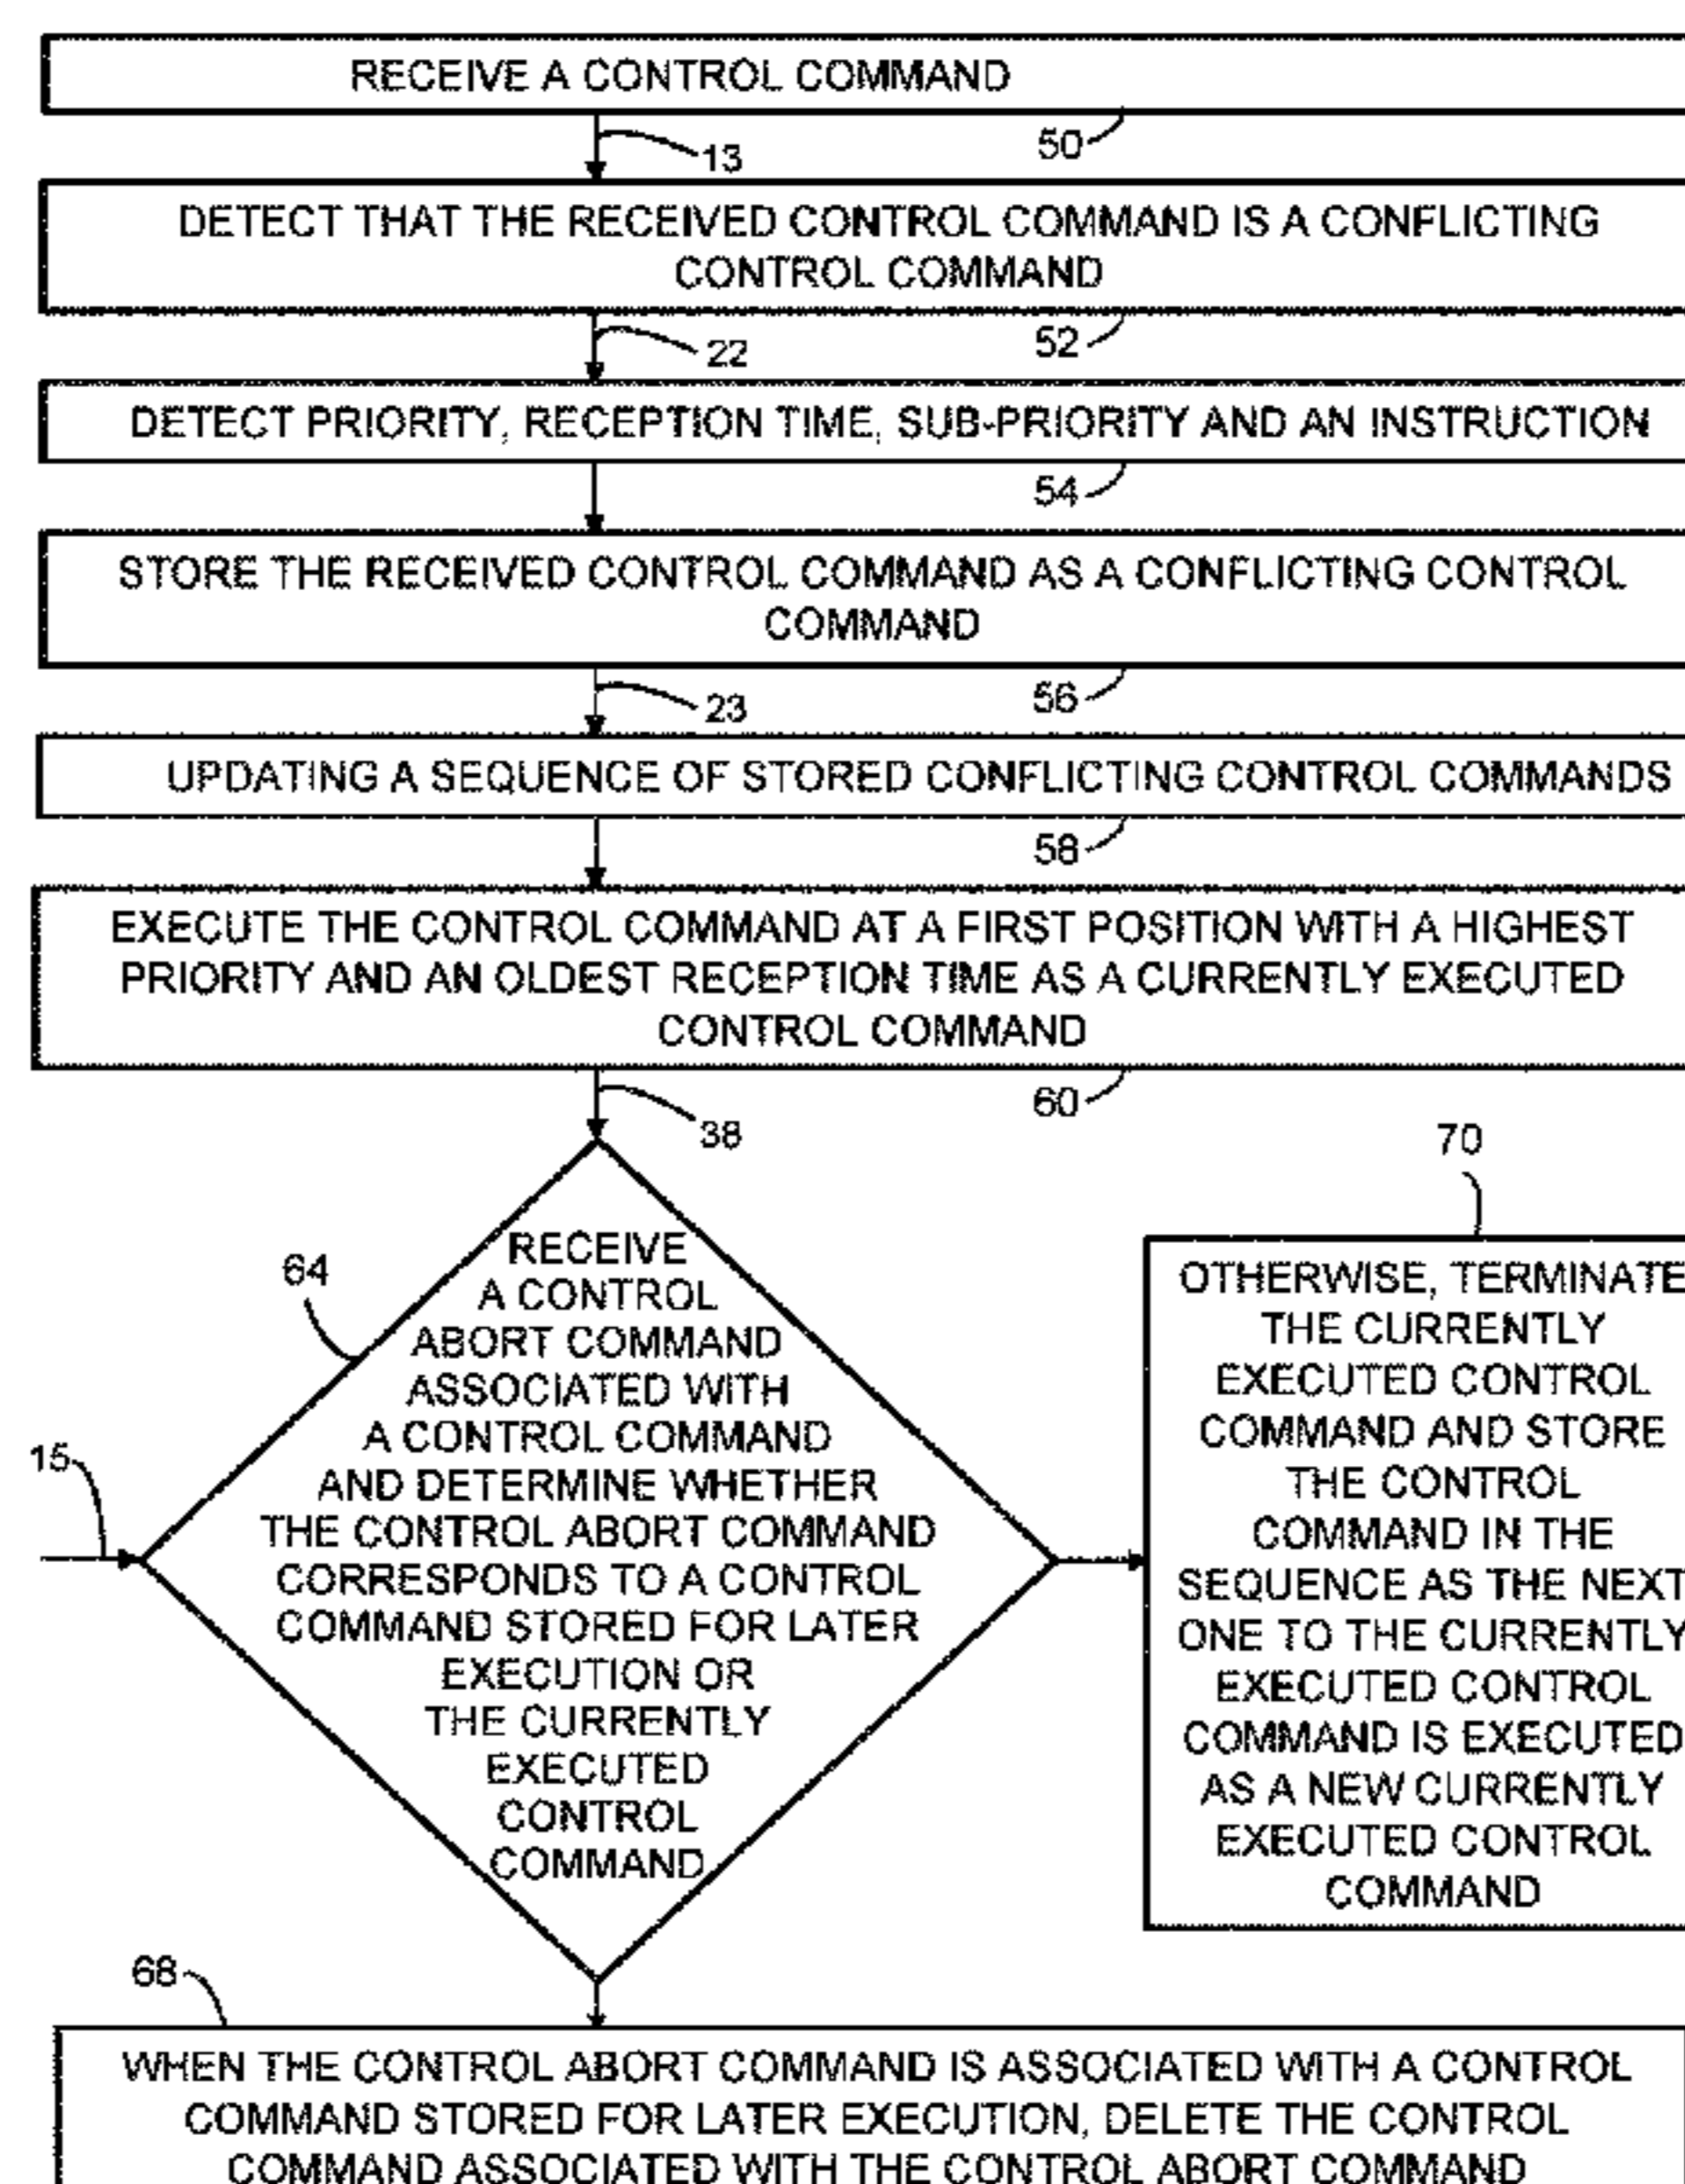 RECEIVE A CONTROL COMMAND
13
50
DETECT THAT THE RECEIVED CONTROL COMMAND IS A CONFLICTING
CONTROL COMMAND
22
52
DETECT PRIORITY, RECEPTION TIME, SUB-PRIORITY AND AN INSTRUCTION
54
STORE THE RECEIVED CONTROL COMMAND AS A CONFLICTING CONTROL
COMMAND
23
56
UPDATING A SEQUENCE OF STORED CONFLICTING CONTROL COMMANDS
58
EXECUTE THE CONTROL COMMAND AT A FIRST POSITION WITH A HIGHEST
PRIORITY AND AN OLDEST RECEPTION TIME AS A CURRENTLY EXECUTED
CONTROL COMMAND
38
60
64
15
RECEIVE
A CONTROL
ABORT COMMAND
ASSOCIATED WITH
A CONTROL COMMAND
AND DETERMINE WHETHER
THE CONTROL ABORT COMMAND
CORRESPONDS TO A CONTROL
COMMAND STORED FOR LATER
EXECUTION OR
THE CURRENTLY
EXECUTED
CONTROL
COMMAND
70
OTHERWISE, TERMINATE
THE CURRENTLY
EXECUTED CONTROL
COMMAND AND STORE
THE CONTROL
COMMAND IN THE
SEQUENCE AS THE NEXT
ONE TO THE CURRENTLY
EXECUTED CONTROL
COMMAND IS EXECUTED
AS A NEW CURRENTLY
EXECUTED CONTROL
COMMAND
68
WHEN THE CONTROL ABORT COMMAND IS ASSOCIATED WITH A CONTROL
COMMAND STORED FOR LATER EXECUTION, DELETE THE CONTROL
COMMAND ASSOCIATED WITH THE CONTROL ABORT COMMAND